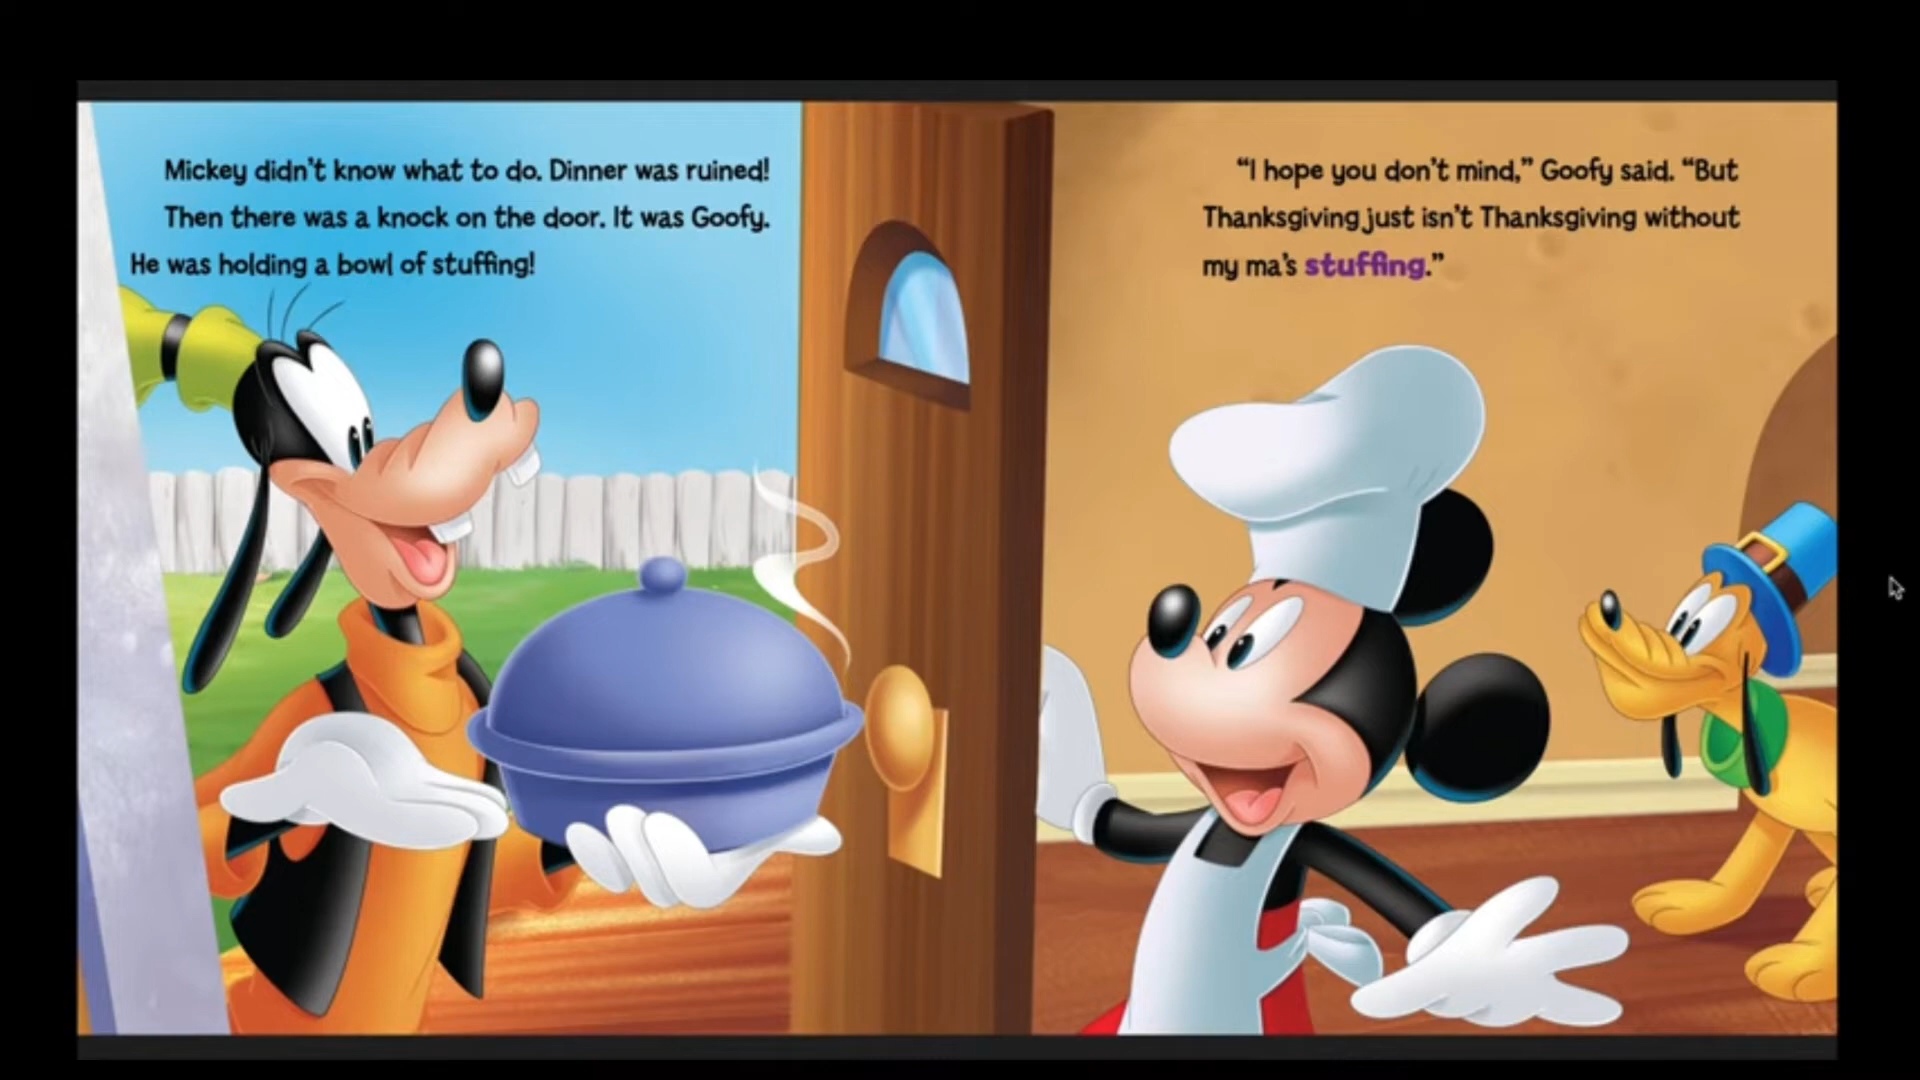 Mickey didn't know what to do. Dinner was ruined!
Then there was a knock on the door. It was Goofy.
He was holding a bowl of stuffing!
“I hope you don't mind,” Goofy said. “But
Thanksgiving just isn't Thanksgiving without
my ma's stuffing.”